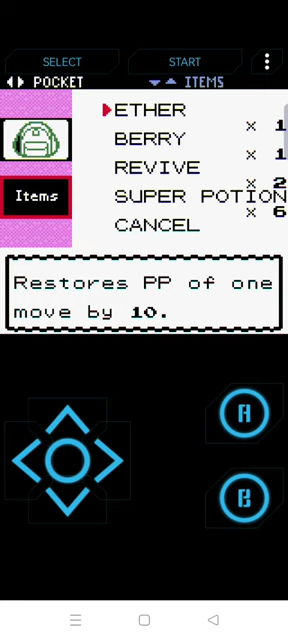 SELECT START
POCKET ITEMS
ETHER
× 1
BERRY
× 1
REVIVE
× 2
Items
SUPER POTION
× 6
CANCEL
Restores PP of one
move by 10.
A
B